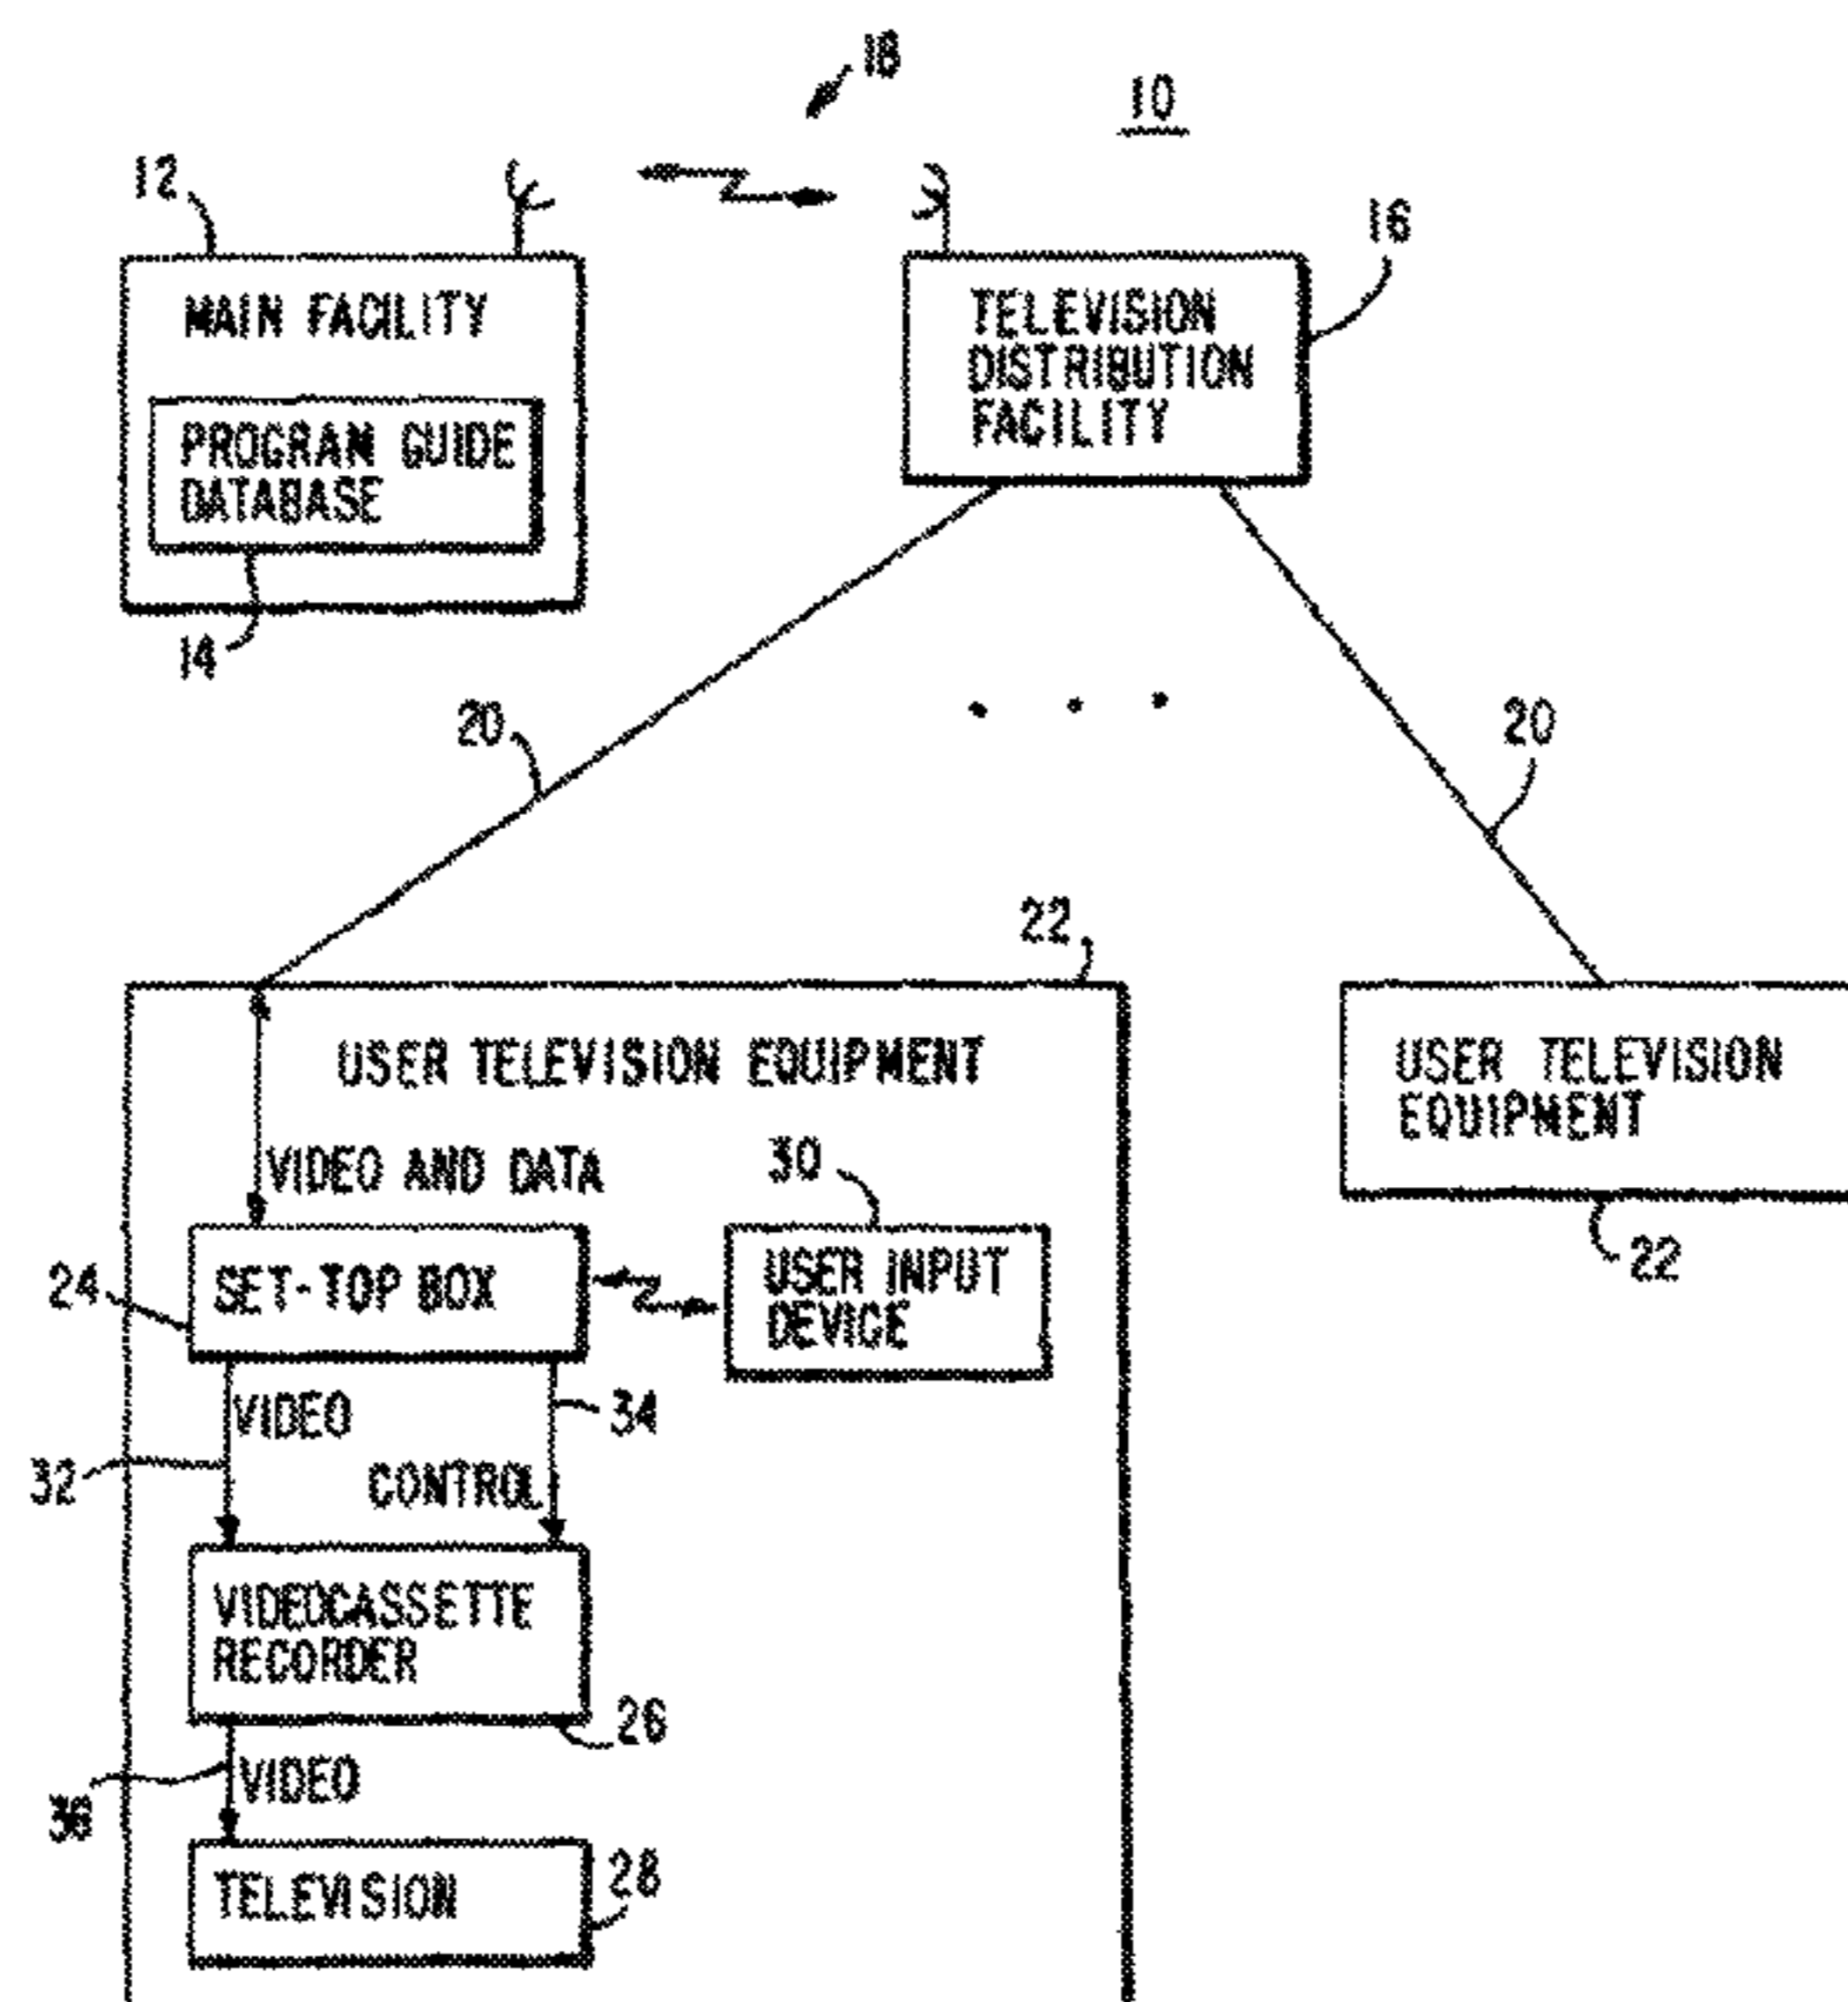 18
10
12
16
MAIN FACILITY
TELEVISION
DISTRIBUTION
FACILITY
PROGRAM GUIDE
DATABASE
14
20
20
22
USER TELEVISION EQUIPMENT
USER TELEVISION
EQUIPMENT
22
VIDEO AND DATA
30
24
SET-TOP BOX
USER INPUT
DEVICE
VIDEO
34
32
CONTROL
VIDEOCASSETTE
RECORDER
26
36
VIDEO
TELEVISION
28